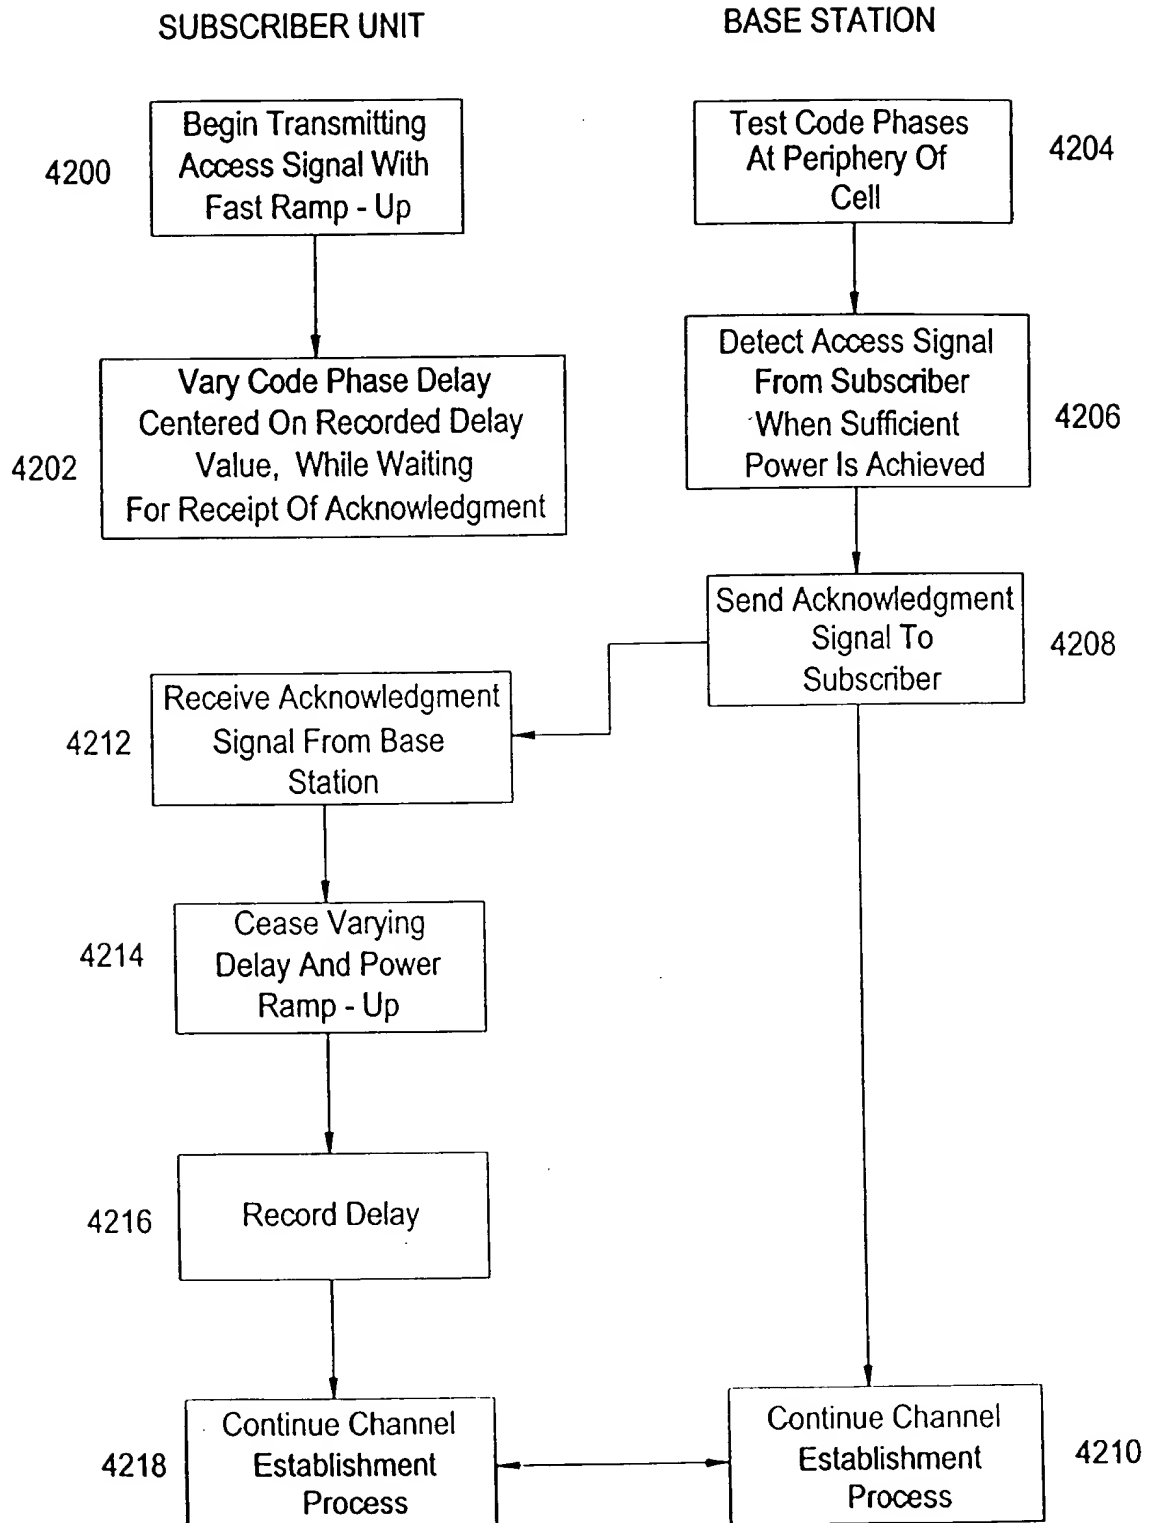 SUBSCRIBER UNIT
BASE STATION
4200
Begin Transmitting
Access Signal With
Fast Ramp - Up
Test Code Phases
At Periphery Of
Cell
4204
4202
Vary Code Phase Delay
Centered On Recorded Delay
Value, While Waiting
For Receipt Of Acknowledgment
Detect Access Signal
From Subscriber
When Sufficient
Power Is Achieved
4206
Send Acknowledgment
Signal To
Subscriber
4208
4212
Receive Acknowledgment
Signal From Base
Station
4214
Cease Varying
Delay And Power
Ramp - Up
4216
Record Delay
4218
Continue Channel
Establishment
Process
Continue Channel
Establishment
Process
4210